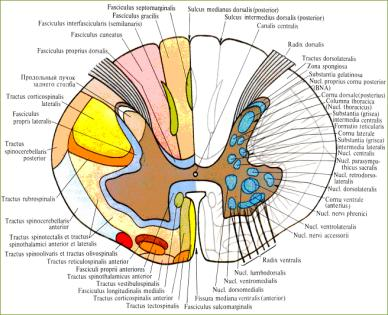 Fasciculus septomarginalis
Fasciculus gracilis
Fasciculus interfascicularis (semilunaris)
Fasciculus cuneatus
Fasciculus proprius dorsalis
Продольный пучок
заднего столба
Tractus corticospinalis
lateralis
Fasciculus
proprius lateralis
Tractus
spinocerebellaris
posterior
Tractus rubrospinalis
Tractus spinocerebellaris
anterior
Tractus spinotectalis et tractus
spinothalamici anterior et lateralis
Tractus spinoolivaris et tractus olivospinalis
Tractus reticulospinalis anterior
Fasciculi proprii anteriores
Tractus spinothalamicus anterior
Tractus vestibulospinalis
Fasciculus longitudinalis medialis
Tractus corticospinalis anterior
Tractus tectospinalis
Sulcus medianus dorsalis (posterior)
Sulcus intermedius dorsalis (posterior)
Canalis centralis
Radix dorsalis
Tractus dorsolateralis
Zona spongiosa
Substantia gelatinosa
Nucl. proprius cornu posterior
(BNA)
Cornu dorsale (posterius)
Columna thoracica
(Nucl. thoracicus)
Substantia (grisea)
intermedia centralis
Formatio reticularis
Cornu laterale
Substantia (grisea)
intermedia lateralis
Nucl. centralis
Nucl. parasympa-
thicus sacralis
Nucl. retrodorso-
lateralis
Nucl. dorsolateralis
Cornu ventrale
(anterius)
Nucl. nervi phrenici
Nucl. ventrolateralis
Nucl. nervi accessorii
Radix ventralis
Nucl. lumbodorsalis
Nucl. ventromedialis
Nucl. dorsomedialis
Fissura mediana ventralis (anterior)
Fasciculus sulcomarginalis